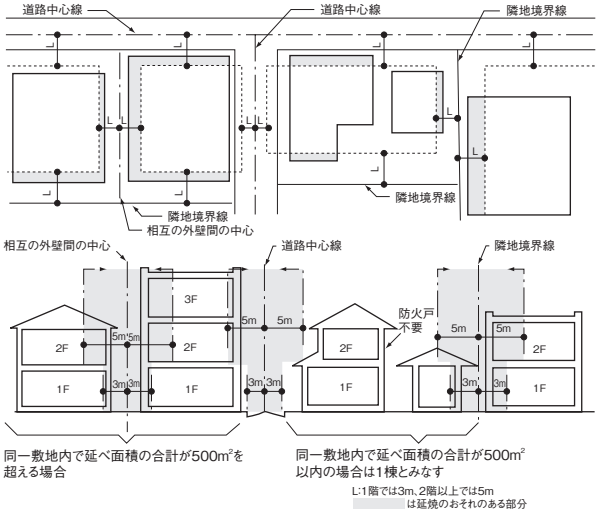 道路中心線
道路中心線
隣地境界線
L
L
L
L
L L
L L
L
L
L
L
L
隣地境界線
相互の外壁間の中心
隣地境界線
相互の外壁間の中心
道路中心線
隣地境界線
3F
5m 5m
2F
2F
5m 5m
防火戸
不要
2F
5m 5m
2F
1F
3m 3m
1F
3m 3m
1F
3m 3m
1F
同一敷地内で延べ面積の合計が500m²を
超える場合
同一敷地内で延べ面積の合計が500m²
以内の場合は1棟とみなす
L:1階では3m、2階以上では5m
は延焼のおそれのある部分